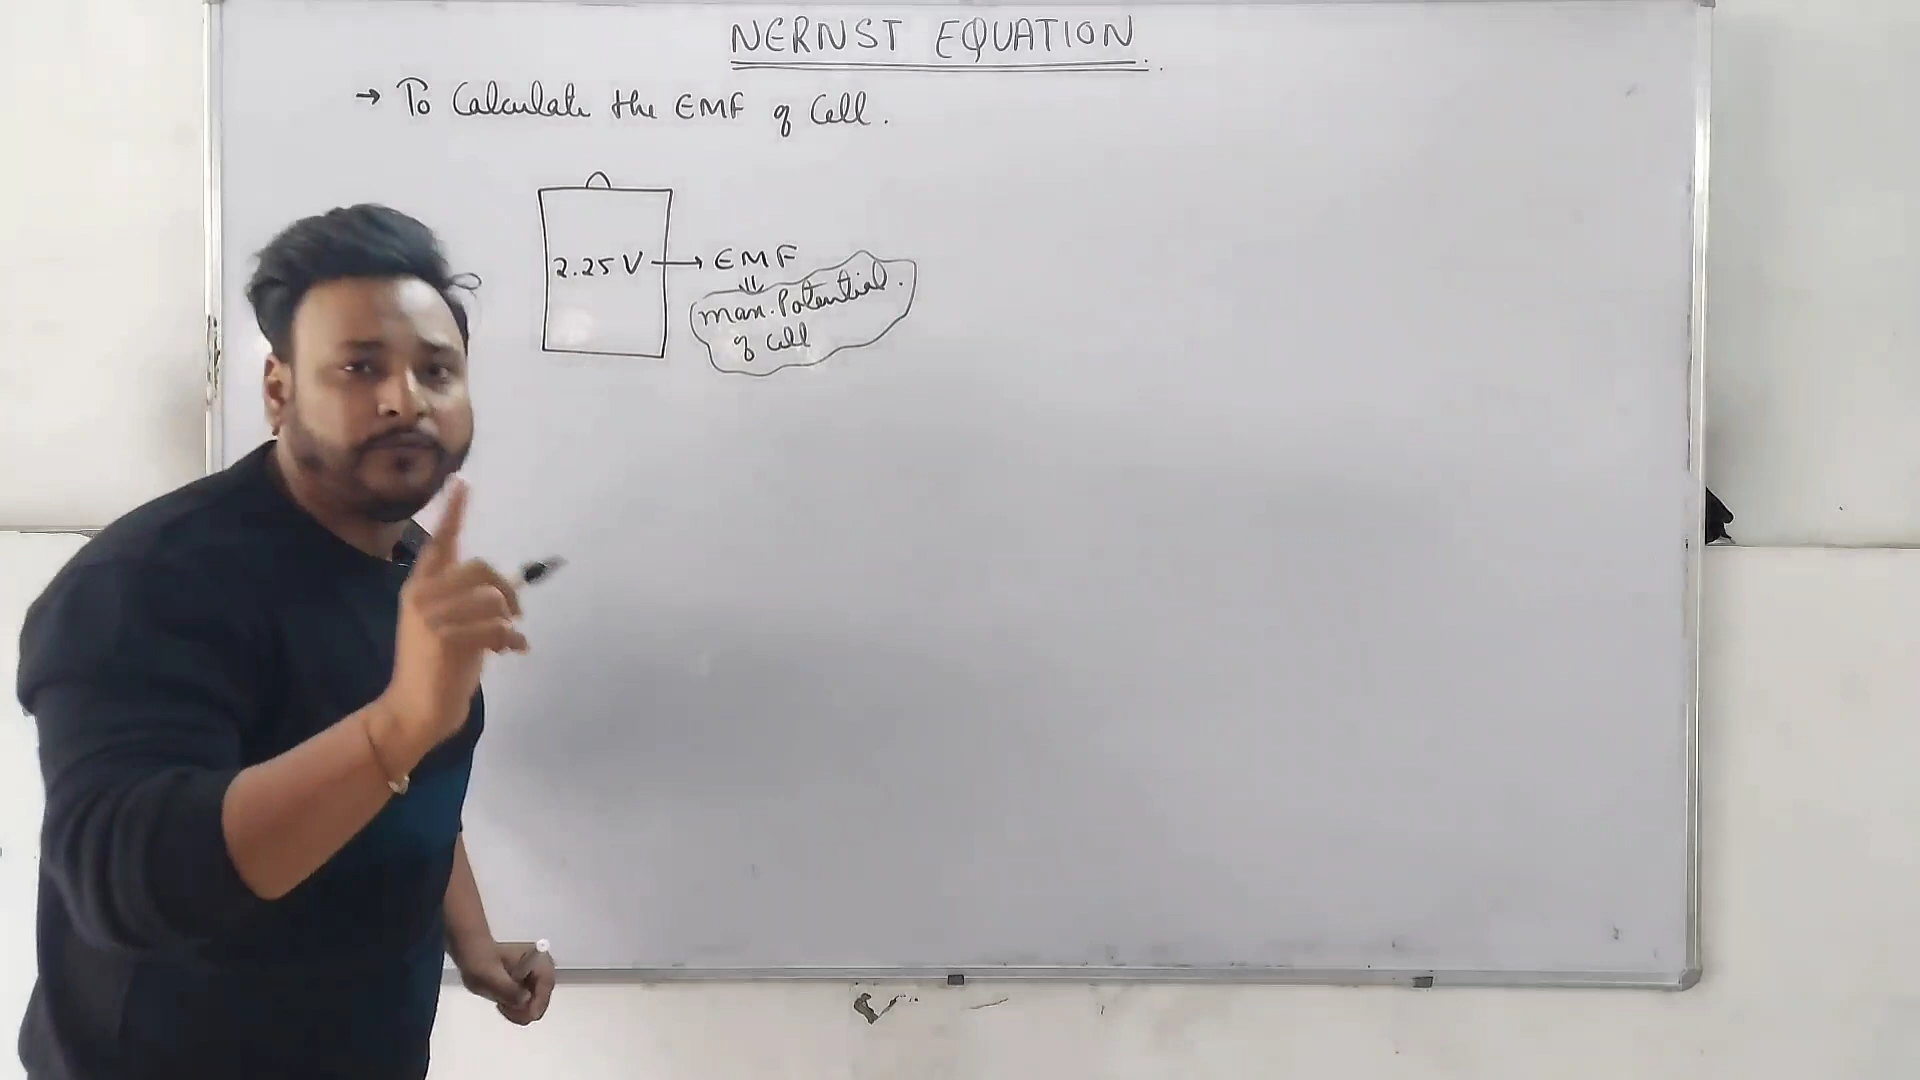 NERNST EQUATION.
→ To Calculate the EMF of Cell.
2.25 V → EMF
max. Potential.
of cell